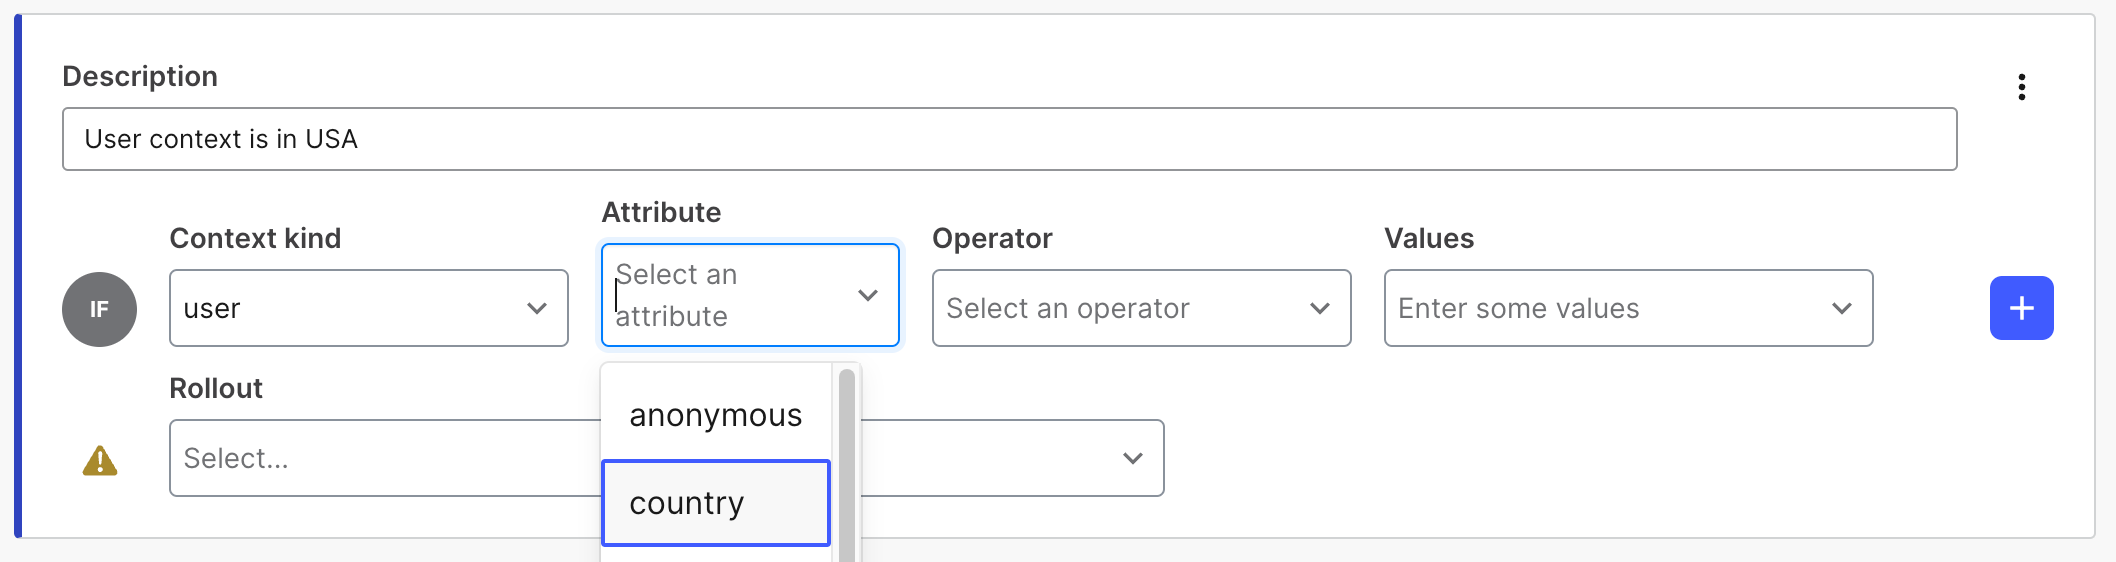 Description
User context is in USA
Context kind
Attribute
Operator
Values
IF
user
Select an
attribute
Select an operator
Enter some values
+
Rollout
Select...
anonymous
country